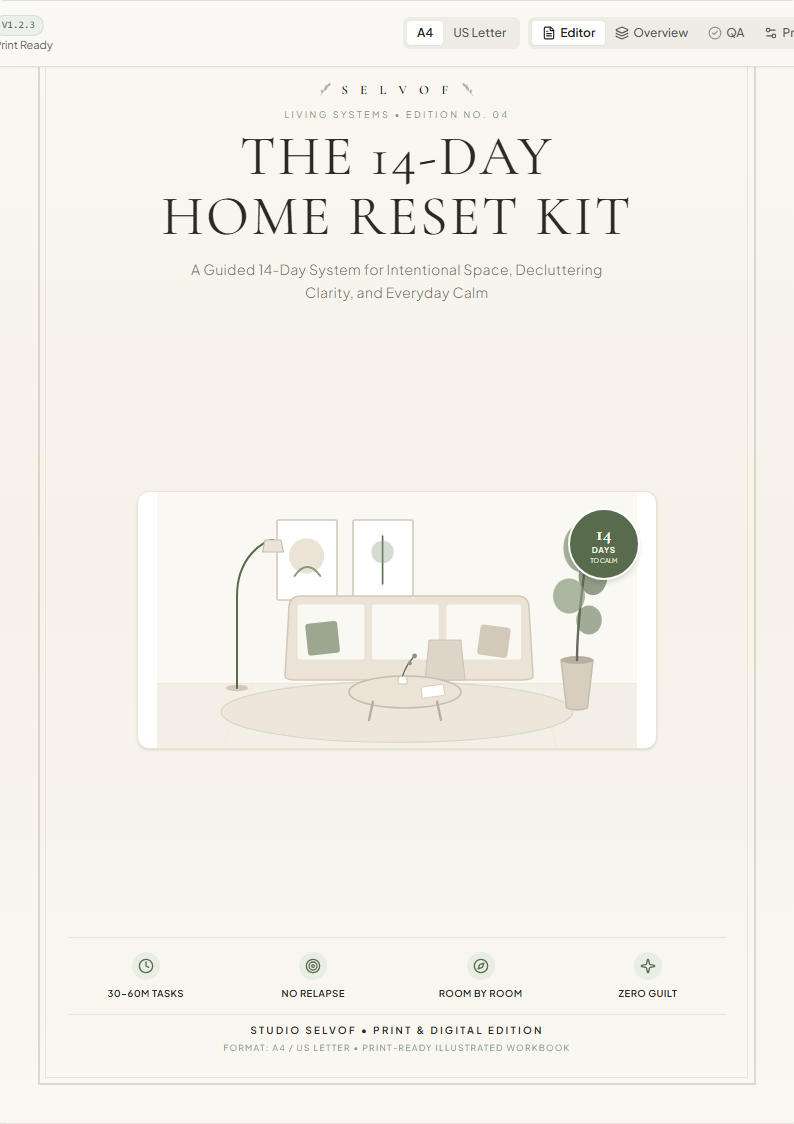 V1.2.3
Print Ready
A4
US Letter
Editor
Overview
QA
SELVOF
LIVING SYSTEMS • EDITION NO. 04
THE 14-DAY
HOME RESET KIT
A Guided 14-Day System for Intentional Space, Decluttering
Clarity, and Everyday Calm
14
DAYS
TO CALM
30–60M TASKS
NO RELAPSE
ROOM BY ROOM
ZERO GUILT
STUDIO SELVOF • PRINT & DIGITAL EDITION
FORMAT: A4 / US LETTER • PRINT-READY ILLUSTRATED WORKBOOK